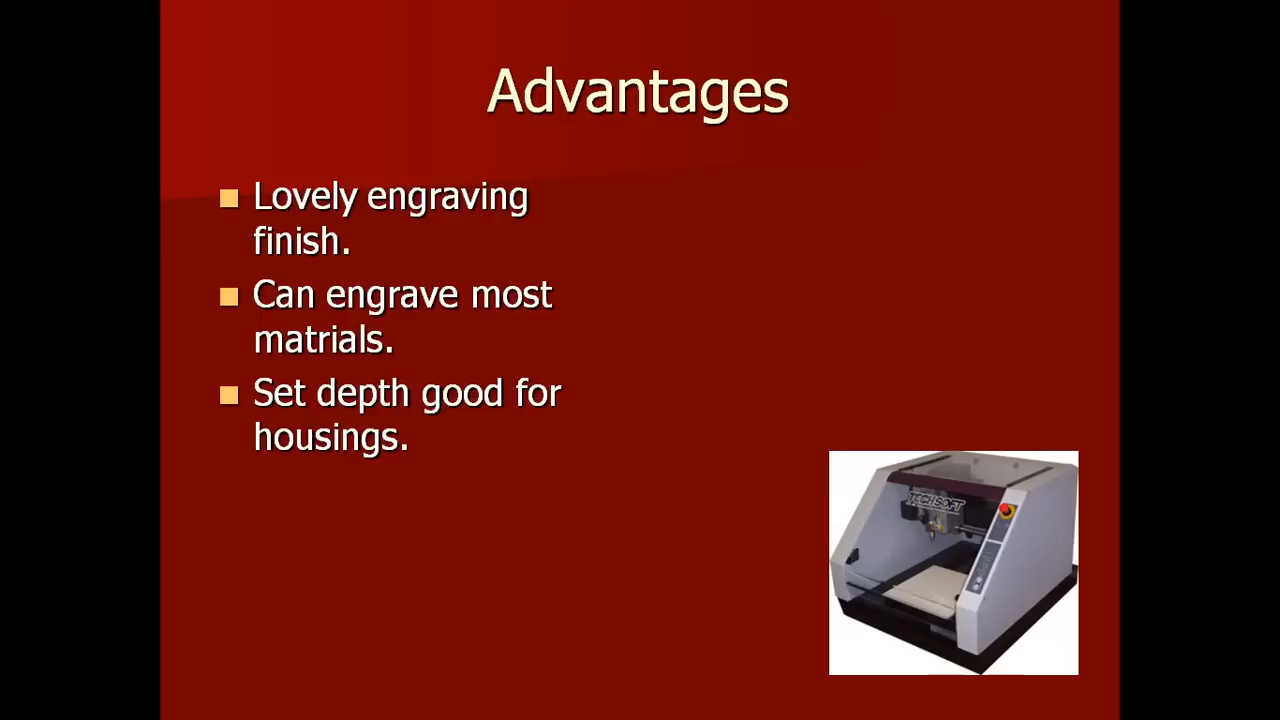 Advantages
Lovely engraving
finish.
Can engrave most
matrials.
Set depth good for
housings.
TECHSOFT